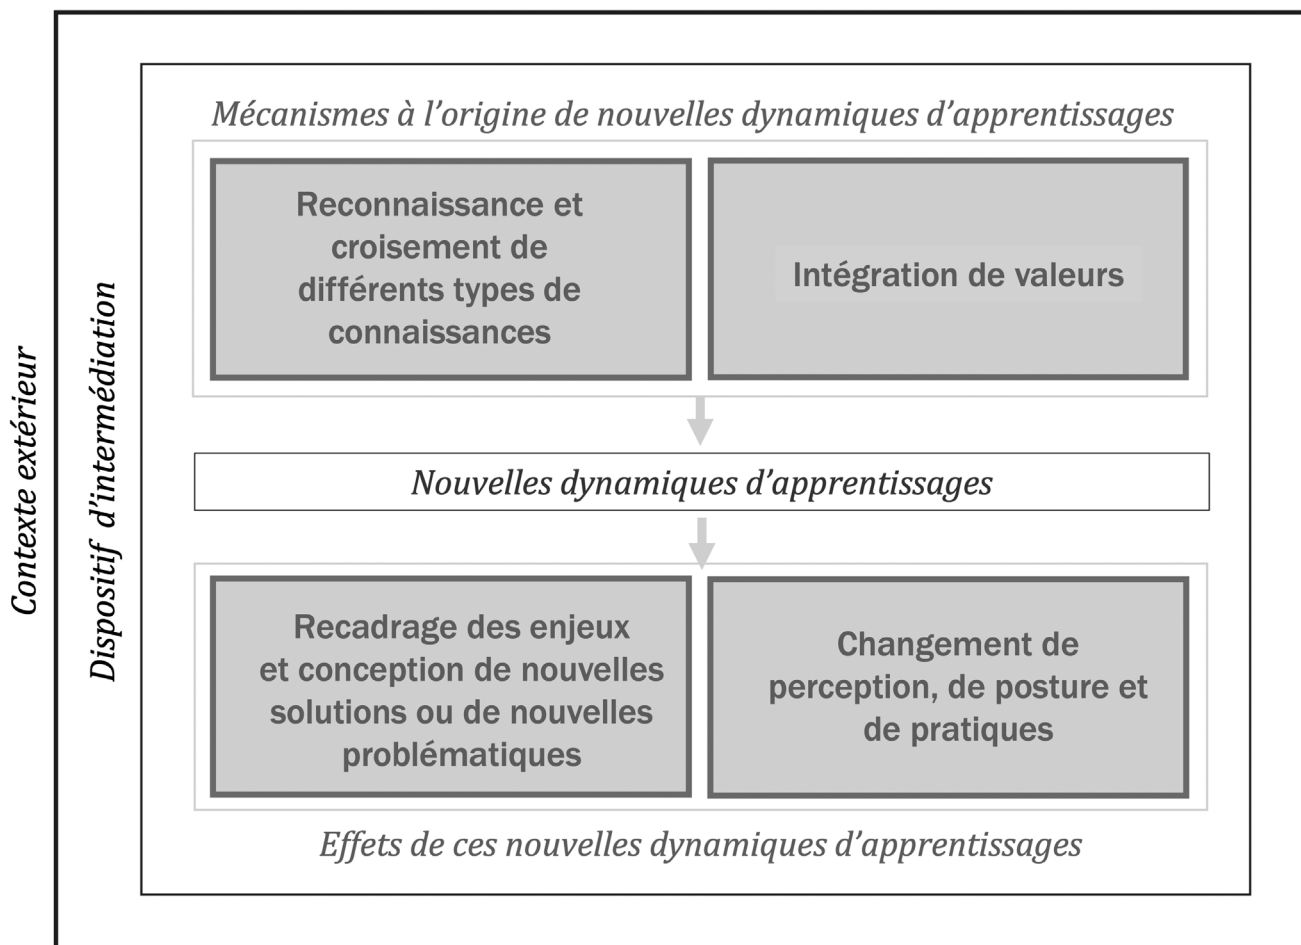 Contexte extérieur
Dispositif d'intermédiation
Mécanismes à l'origine de nouvelles dynamiques d'apprentissages
Reconnaissance et
croisement de
différents types de
connaissances
Intégration de valeurs
Nouvelles dynamiques d'apprentissages
Recadrage des enjeux
et conception de nouvelles
solutions ou de nouvelles
problématiques
Changement de
perception, de posture et
de pratiques
Effets de ces nouvelles dynamiques d'apprentissages